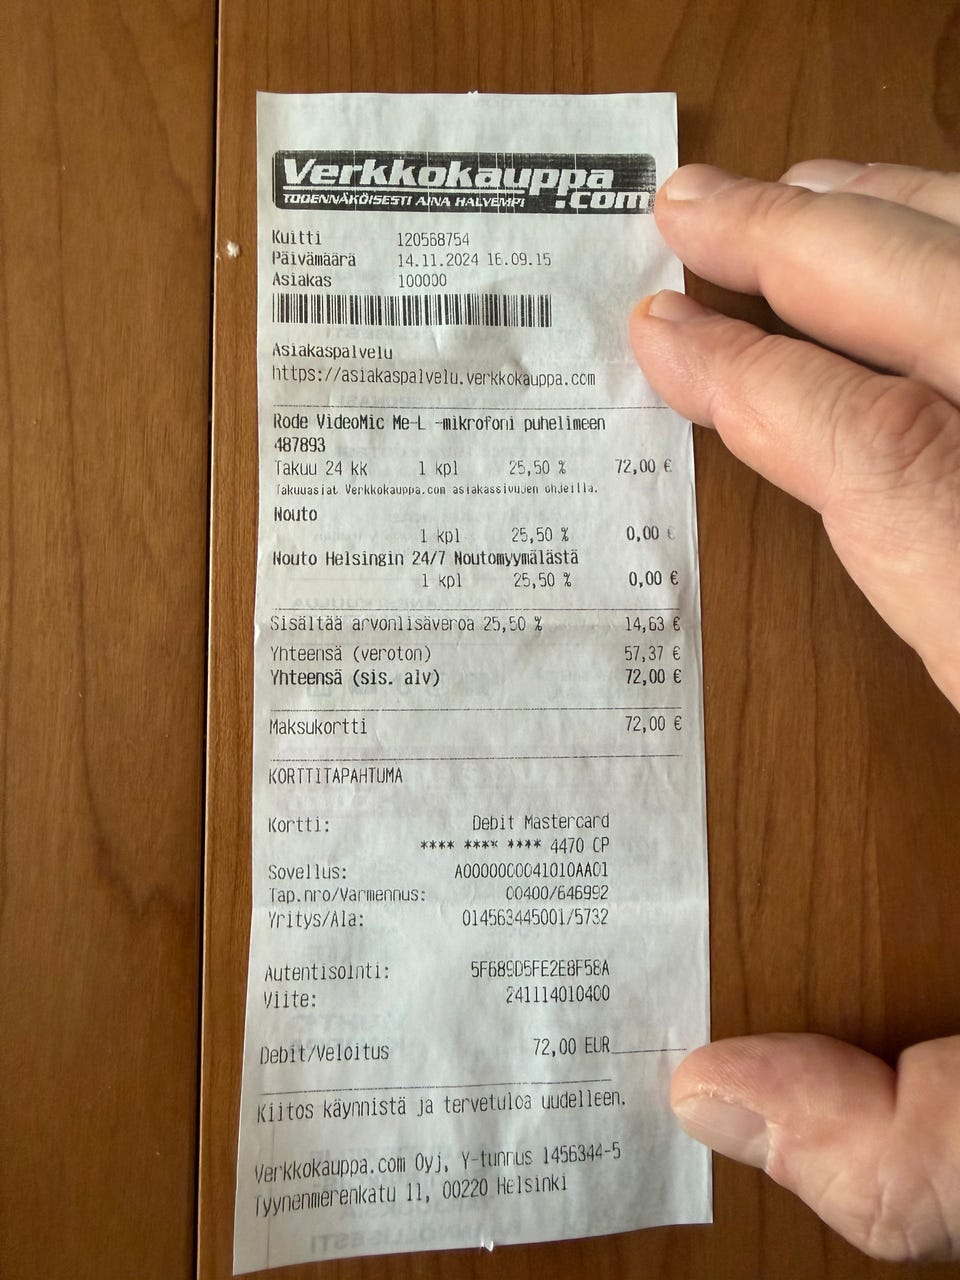 Verkkokauppa
.com
TODENNÄKÖISESTI AINA HALVEMPI
Kuitti 120568754
Päivämäärä 14.11.2024 16.09.15
Asiakas 100000
Asiakaspalvelu
https://asiakaspalvelu.verkkokauppa.com
Rode VideoMic Me-L -mikrofoni puhelimeen
487893
Takuu 24 kk 1 kpl 25,50 % 72,00 €
Takuuasiat Verkkokauppa.com asiakassivujen ohjeilla.
Nouto
1 kpl 25,50 % 0,00 €
Nouto Helsingin 24/7 Noutomyymälästä
1 kpl 25,50 % 0,00 €
Sisältää arvonlisäveroa 25,50 % 14,63 €
Yhteensä (veroton) 57,37 €
Yhteensä (sis. alv) 72,00 €
Maksukortti 72,00 €
KORTTITAPAHTUMA
Kortti: Debit Mastercard
**** **** **** 4470 CP
Sovellus: A0000000041010AA01
Tap.nro/Varmennus: 00400/646992
Yritys/Ala: 014563445001/5732
Autentisointi: 5F689D5FE2E8F58A
Viite: 241114010400
Debit/Veloitus 72,00 EUR
Kiitos käynnistä ja tervetuloa uudelleen.
Verkkokauppa.com Oyj, Y-tunnus 1456344-5
Tyynenmerenkatu 11, 00220 Helsinki